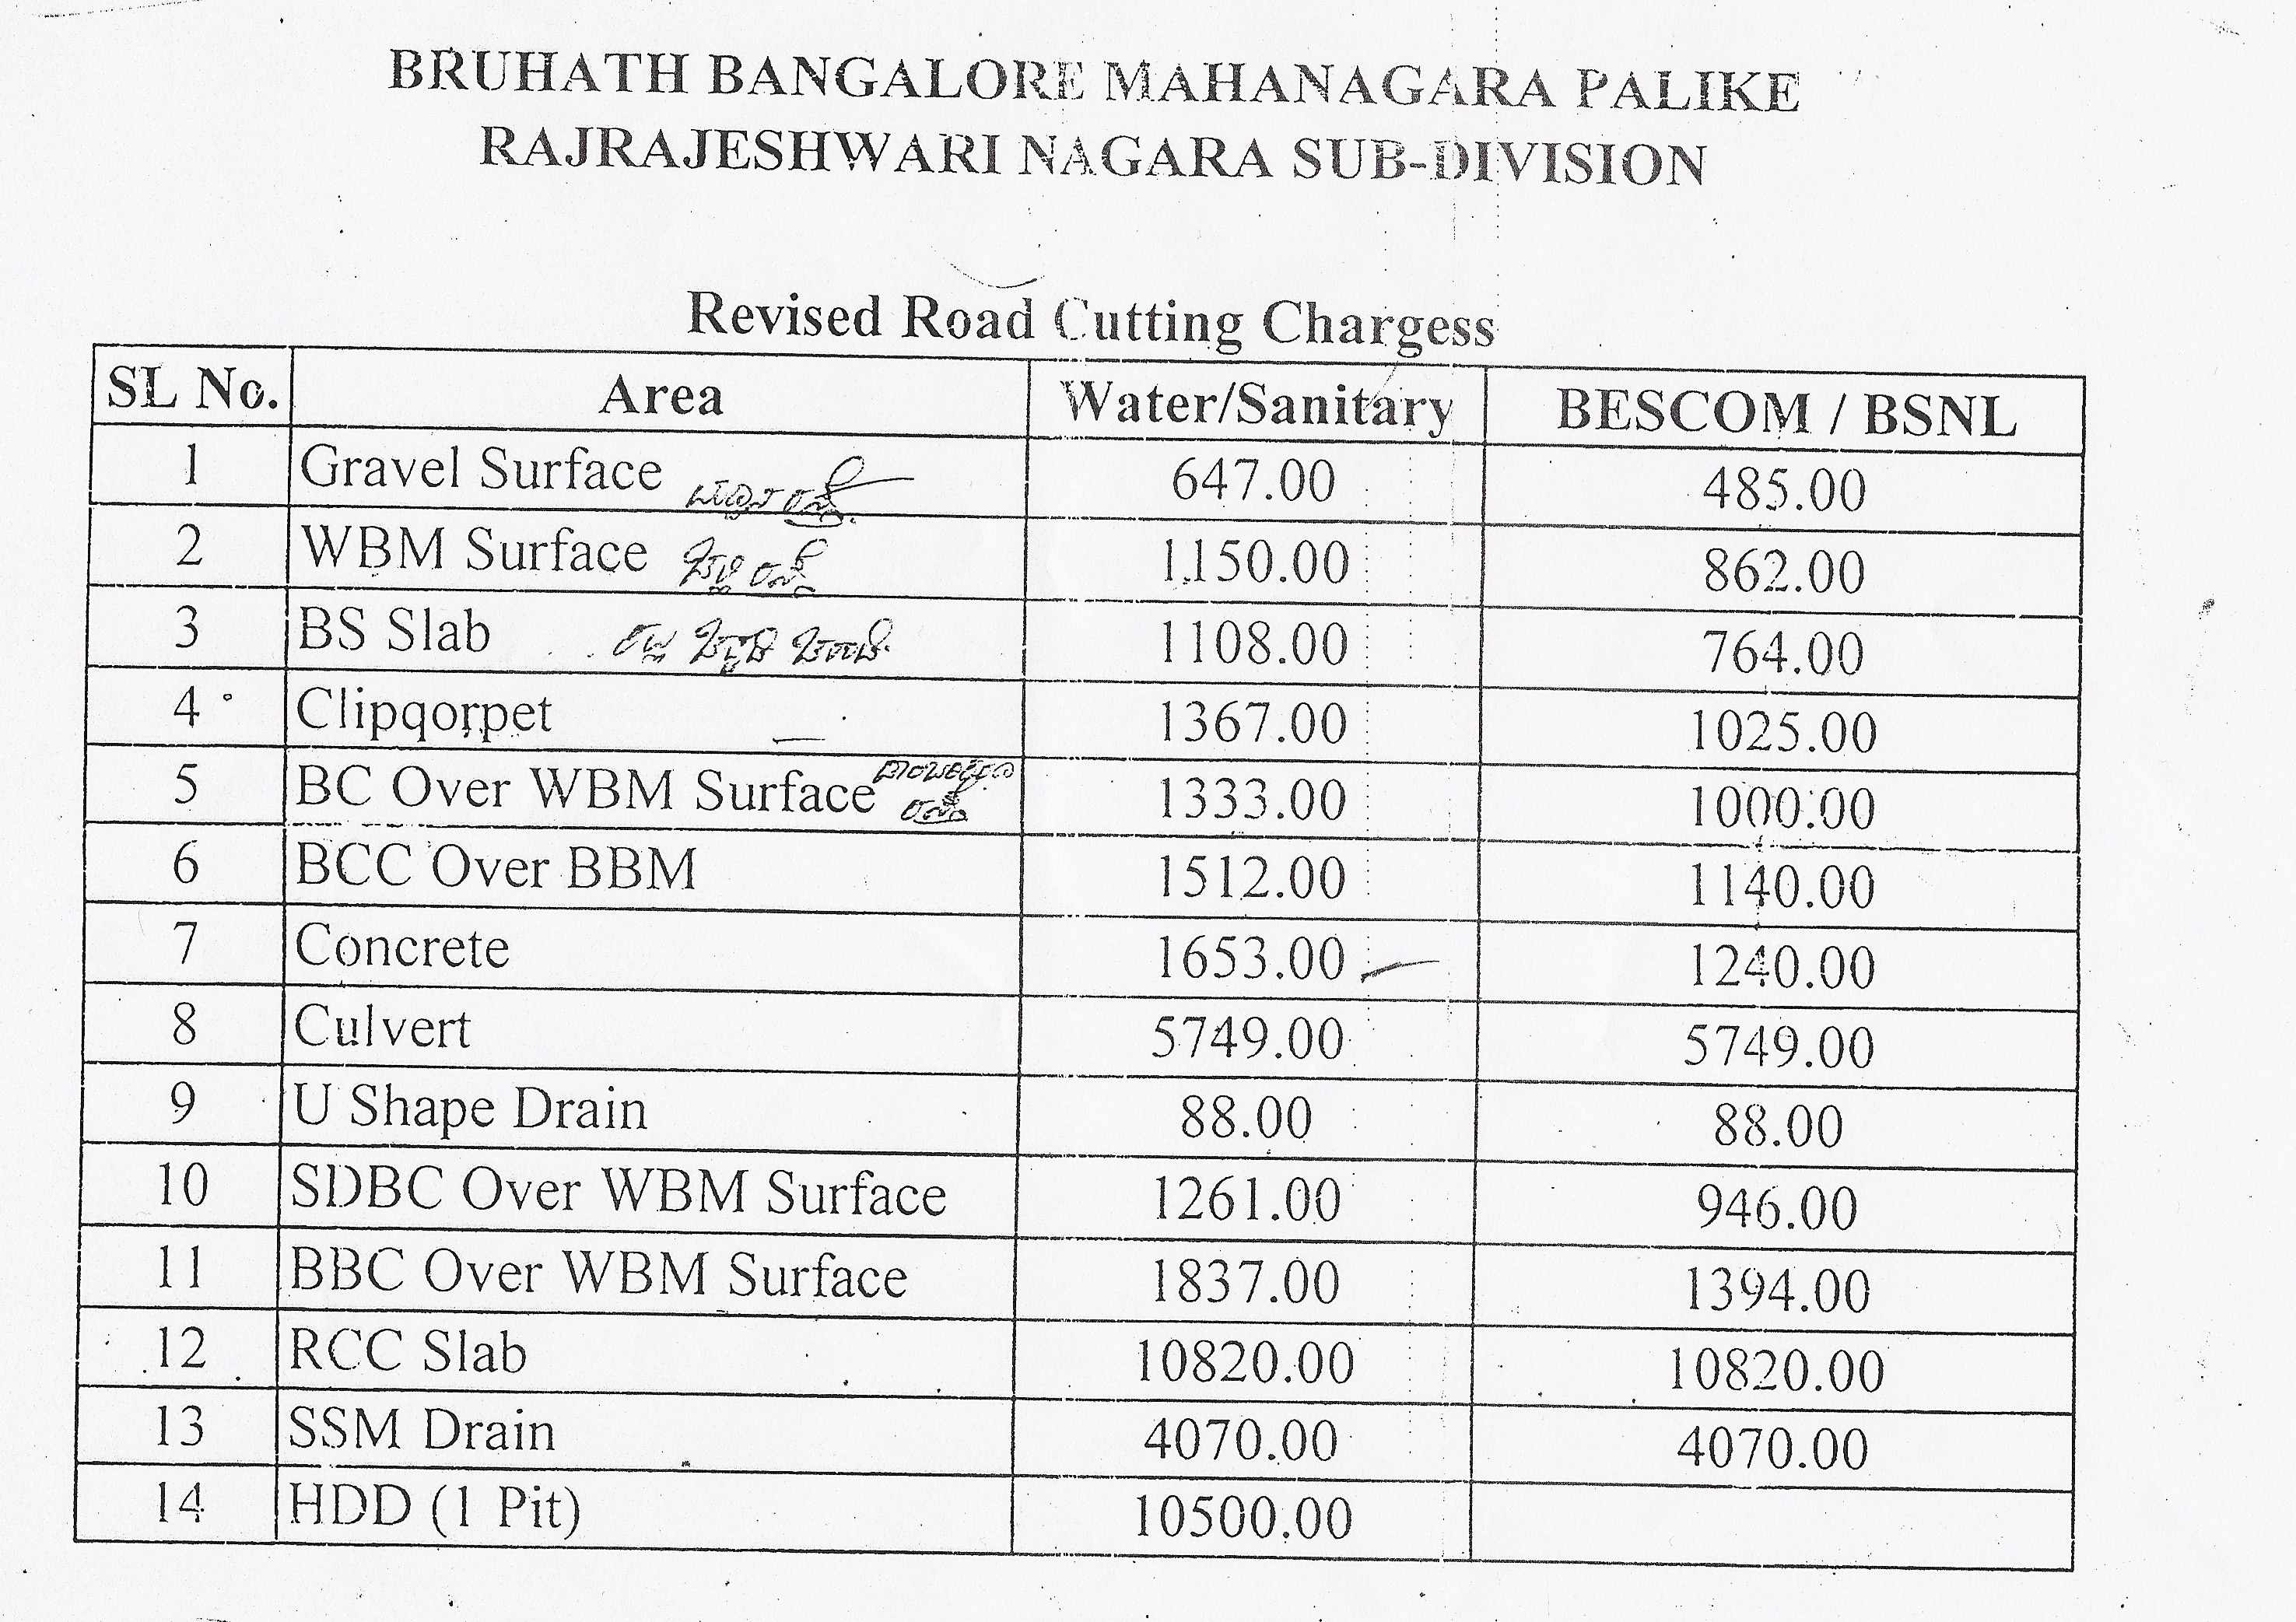 BRUHATH BANGALORE MAHANAGARA PALIKE
RAJRAJESHWARI NAGARA SUB-DIVISION
Revised Road Cutting Chargess
SL No. Area Water/Sanitary BESCOM / BSNL
1 Gravel Surface 647.00 485.00
2 WBM Surface 1150.00 862.00
3 BS Slab 1108.00 764.00
4 Clipqorpet 1367.00 1025.00
5 BC Over WBM Surface 1333.00 1000.00
6 BCC Over BBM 1512.00 1140.00
7 Concrete 1653.00 1240.00
8 Culvert 5749.00 5749.00
9 U Shape Drain 88.00 88.00
10 SDBC Over WBM Surface 1261.00 946.00
11 BBC Over WBM Surface 1837.00 1394.00
12 RCC Slab 10820.00 10820.00
13 SSM Drain 4070.00 4070.00
14 HDD (1 Pit) 10500.00